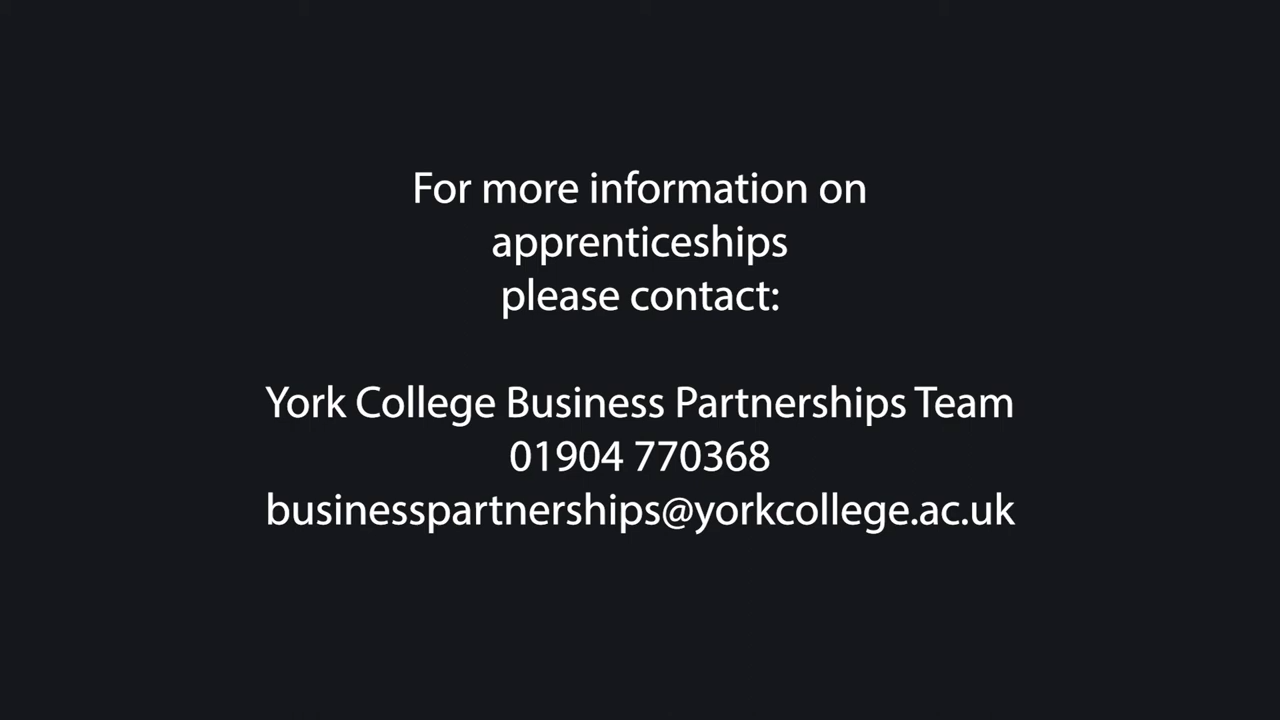 For more information on
apprenticeships
please contact:
York College Business Partnerships Team
01904 770368
businesspartnerships@yorkcollege.ac.uk